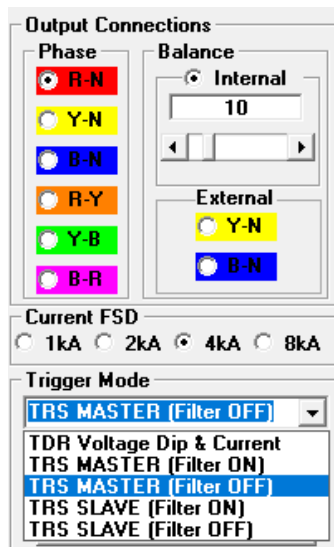 Output Connections
Phase
Balance
R-N
Y-N
B-N
R-Y
Y-B
B-R
Internal
10
External
Y-N
B-N
Current FSD
1kA 2kA 4kA 8kA
Trigger Mode
TRS MASTER (Filter OFF)
TDR Voltage Dip & Current
TRS MASTER (Filter ON)
TRS MASTER (Filter OFF)
TRS SLAVE (Filter ON)
TRS SLAVE (Filter OFF)